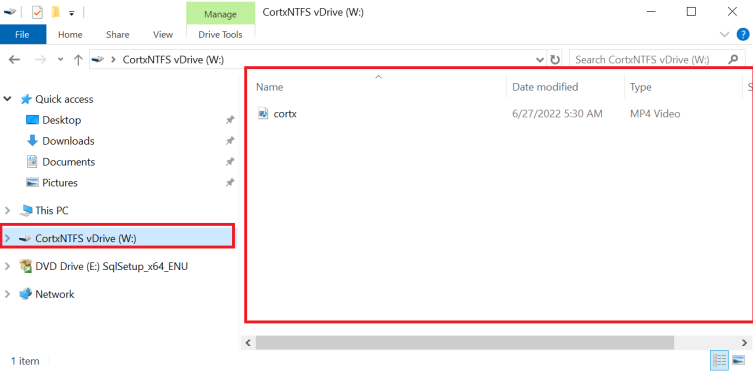 Manage CortxNTFS vDrive (W:)
File Home Share View Drive Tools
CortxNTFS vDrive (W:) Search CortxNTFS vDrive (W:)
Name Date modified Type S
Quick access
cortx 6/27/2022 5:30 AM MP4 Video
Desktop
Downloads
Documents
Pictures
This PC
CortxNTFS vDrive (W:)
DVD Drive (E:) SqlSetup_x64_ENU
Network
1 item